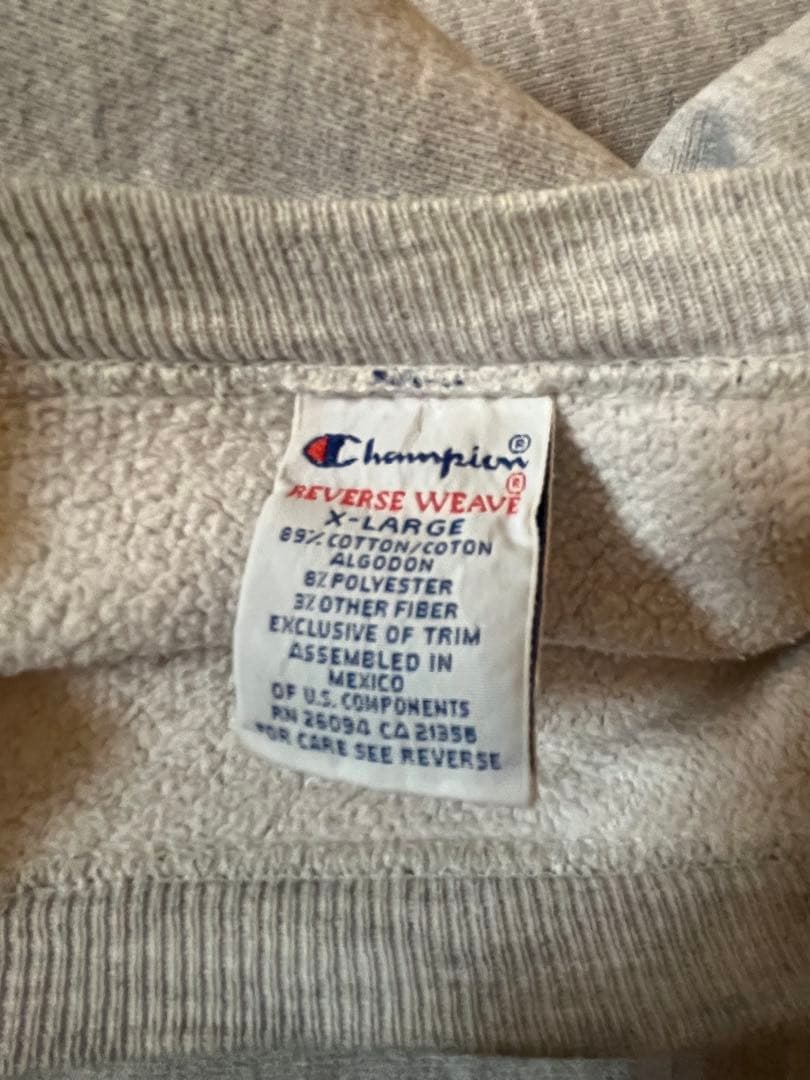 Champion®
REVERSE WEAVE®
X-LARGE
89% COTTON/COTON
ALGODON
8% POLYESTER
3% OTHER FIBER
EXCLUSIVE OF TRIM
ASSEMBLED IN
MEXICO
OF U.S. COMPONENTS
RN 26094 CA 21356
FOR CARE SEE REVERSE